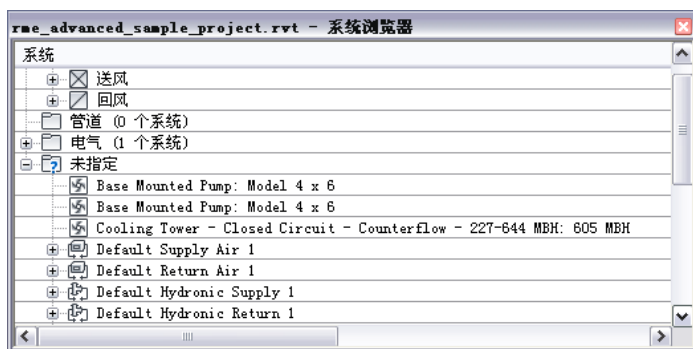 rme_advanced_sample_project.rvt - 系统浏览器
系统
送风
回风
管道 (0 个系统)
电气 (1 个系统)
未指定
Base Mounted Pump: Model 4 x 6
Base Mounted Pump: Model 4 x 6
Cooling Tower - Closed Circuit - Counterflow - 227-644 MBH: 605 MBH
Default Supply Air 1
Default Return Air 1
Default Hydronic Supply 1
Default Hydronic Return 1